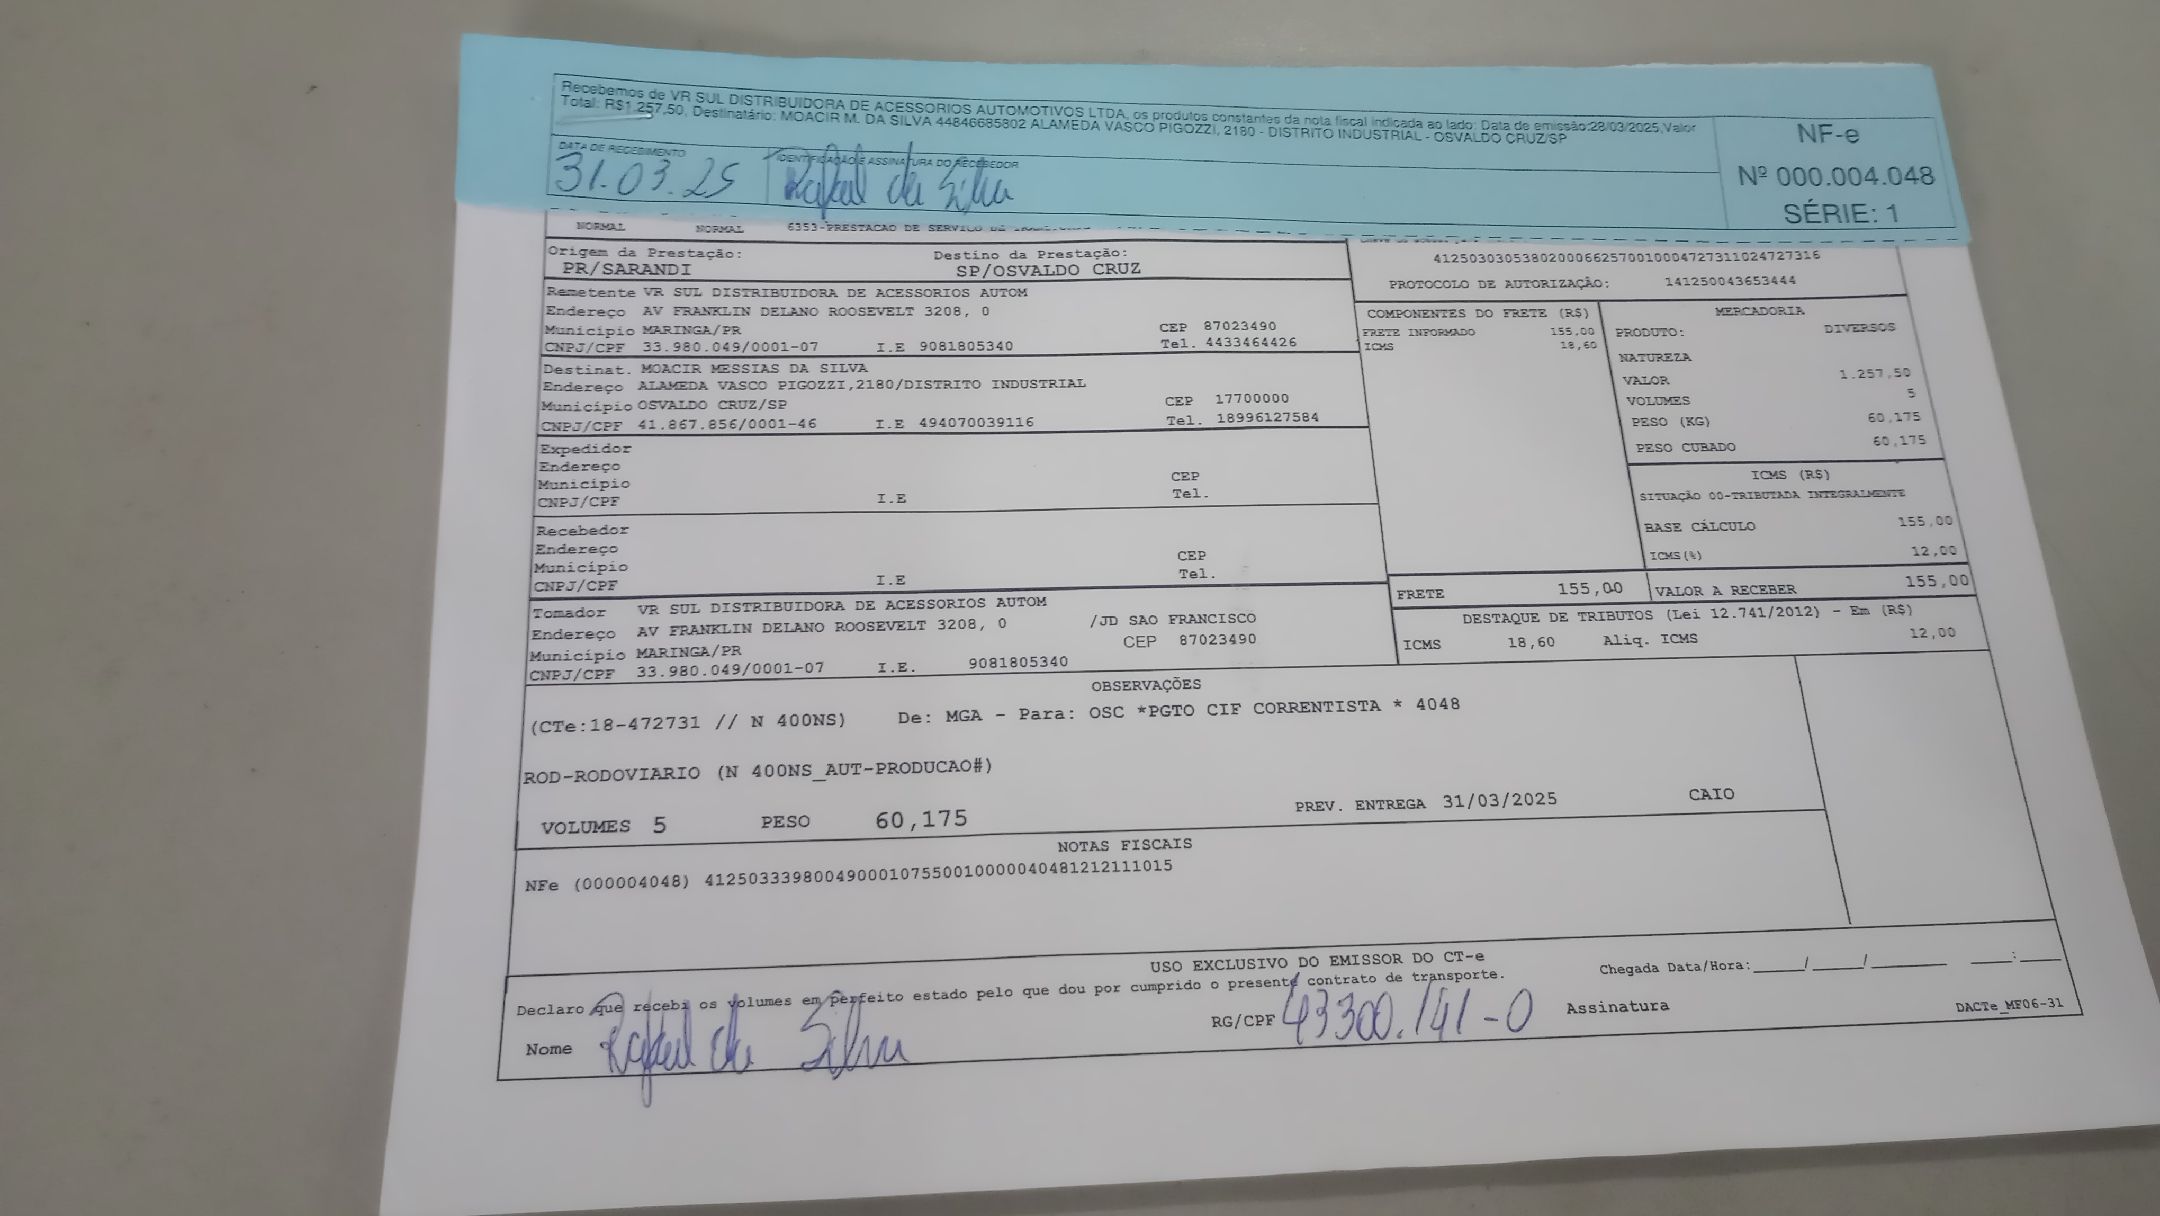 Recebemos de VR SUL DISTRIBUIDORA DE ACESSORIOS AUTOMOTIVOS LTDA, os produtos constantes da nota fiscal indicada ao lado: Data de emissão:28/03/2025,Valor
Total: R$1.257,50, Destinatário: MOACIR M. DA SILVA 44846685802 ALAMEDA VASCO PIGOZZI, 2180 - DISTRITO INDUSTRIAL - OSVALDO CRUZ/SP
DATA DE RECEBIMENTO IDENTIFICAÇÃO E ASSINATURA DO RECEBEDOR
31.03.25 Rafael da Silva
NF-e
Nº 000.004.048
SÉRIE: 1
NORMAL NORMAL 6353-PRESTACAO DE SERVICO DE
Origem da Prestação: Destino da Prestação:
PR/SARANDI SP/OSVALDO CRUZ
41250303053802000662570010004727311024727316
PROTOCOLO DE AUTORIZAÇÃO: 141250043653444
Remetente VR SUL DISTRIBUIDORA DE ACESSORIOS AUTOM
Endereço AV FRANKLIN DELANO ROOSEVELT 3208, 0
Município MARINGA/PR CEP 87023490
CNPJ/CPF 33.980.049/0001-07 I.E 9081805340 Tel. 4433464426
Destinat. MOACIR MESSIAS DA SILVA
Endereço ALAMEDA VASCO PIGOZZI,2180/DISTRITO INDUSTRIAL
Município OSVALDO CRUZ/SP CEP 17700000
CNPJ/CPF 41.867.856/0001-46 I.E 494070039116 Tel. 18996127584
Expedidor
Endereço
Município CEP
CNPJ/CPF I.E Tel.
Recebedor
Endereço
Município CEP
CNPJ/CPF I.E Tel.
Tomador VR SUL DISTRIBUIDORA DE ACESSORIOS AUTOM
Endereço AV FRANKLIN DELANO ROOSEVELT 3208, 0 /JD SAO FRANCISCO
Município MARINGA/PR CEP 87023490
CNPJ/CPF 33.980.049/0001-07 I.E. 9081805340
COMPONENTES DO FRETE (R$)
FRETE INFORMADO 155,00
ICMS 18,60
MERCADORIA
PRODUTO: DIVERSOS
NATUREZA
VALOR 1.257,50
VOLUMES 5
PESO (KG) 60,175
PESO CUBADO 60,175
ICMS (R$)
SITUAÇÃO 00-TRIBUTADA INTEGRALMENTE
BASE CÁLCULO 155,00
ICMS(%) 12,00
FRETE 155,00 VALOR A RECEBER 155,00
DESTAQUE DE TRIBUTOS (Lei 12.741/2012) - Em (R$)
ICMS 18,60 Aliq. ICMS 12,00
OBSERVAÇÕES
(CTe:18-472731 // N 400NS) De: MGA - Para: OSC *PGTO CIF CORRENTISTA * 4048
ROD-RODOVIARIO (N 400NS_AUT-PRODUCAO#)
VOLUMES 5 PESO 60,175 PREV. ENTREGA 31/03/2025 CAIO
NOTAS FISCAIS
NFe (000004048) 41250333980049000107550010000040481212111015
USO EXCLUSIVO DO EMISSOR DO CT-e
Declaro que recebi os volumes em perfeito estado pelo que dou por cumprido o presente contrato de transporte. Chegada Data/Hora:_____/_____/_______ ____:____
Nome Rafael da Silva RG/CPF 43300.141-0 Assinatura DACTe_MF06-31